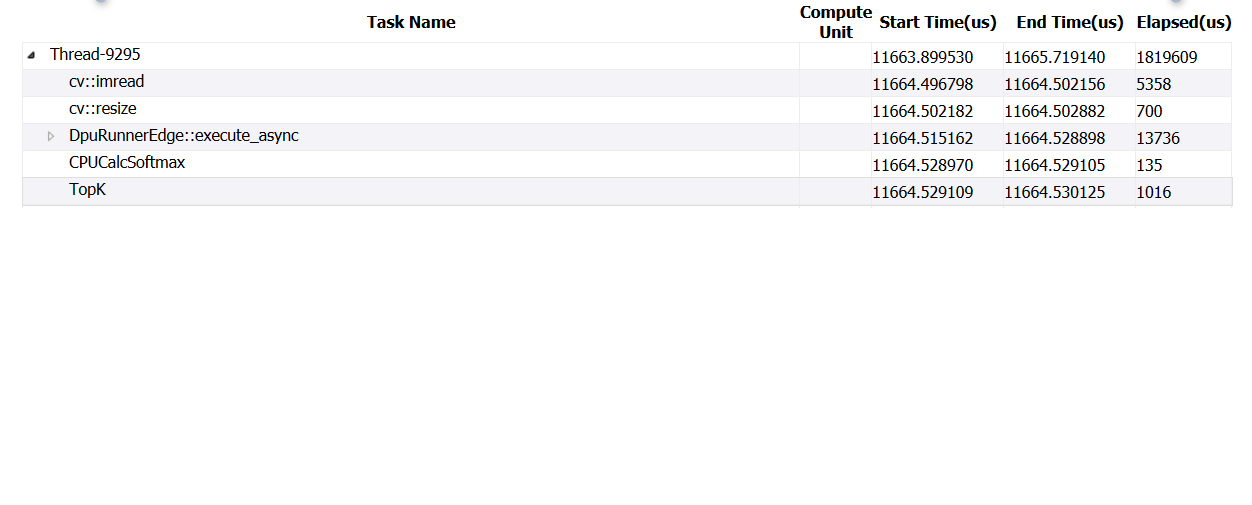 Task Name Compute Unit Start Time(us) End Time(us) Elapsed(us)
Thread-9295 11663.899530 11665.719140 1819609
cv::imread 11664.496798 11664.502156 5358
cv::resize 11664.502182 11664.502882 700
DpuRunnerEdge::execute_async 11664.515162 11664.528898 13736
CPUCalcSoftmax 11664.528970 11664.529105 135
TopK 11664.529109 11664.530125 1016